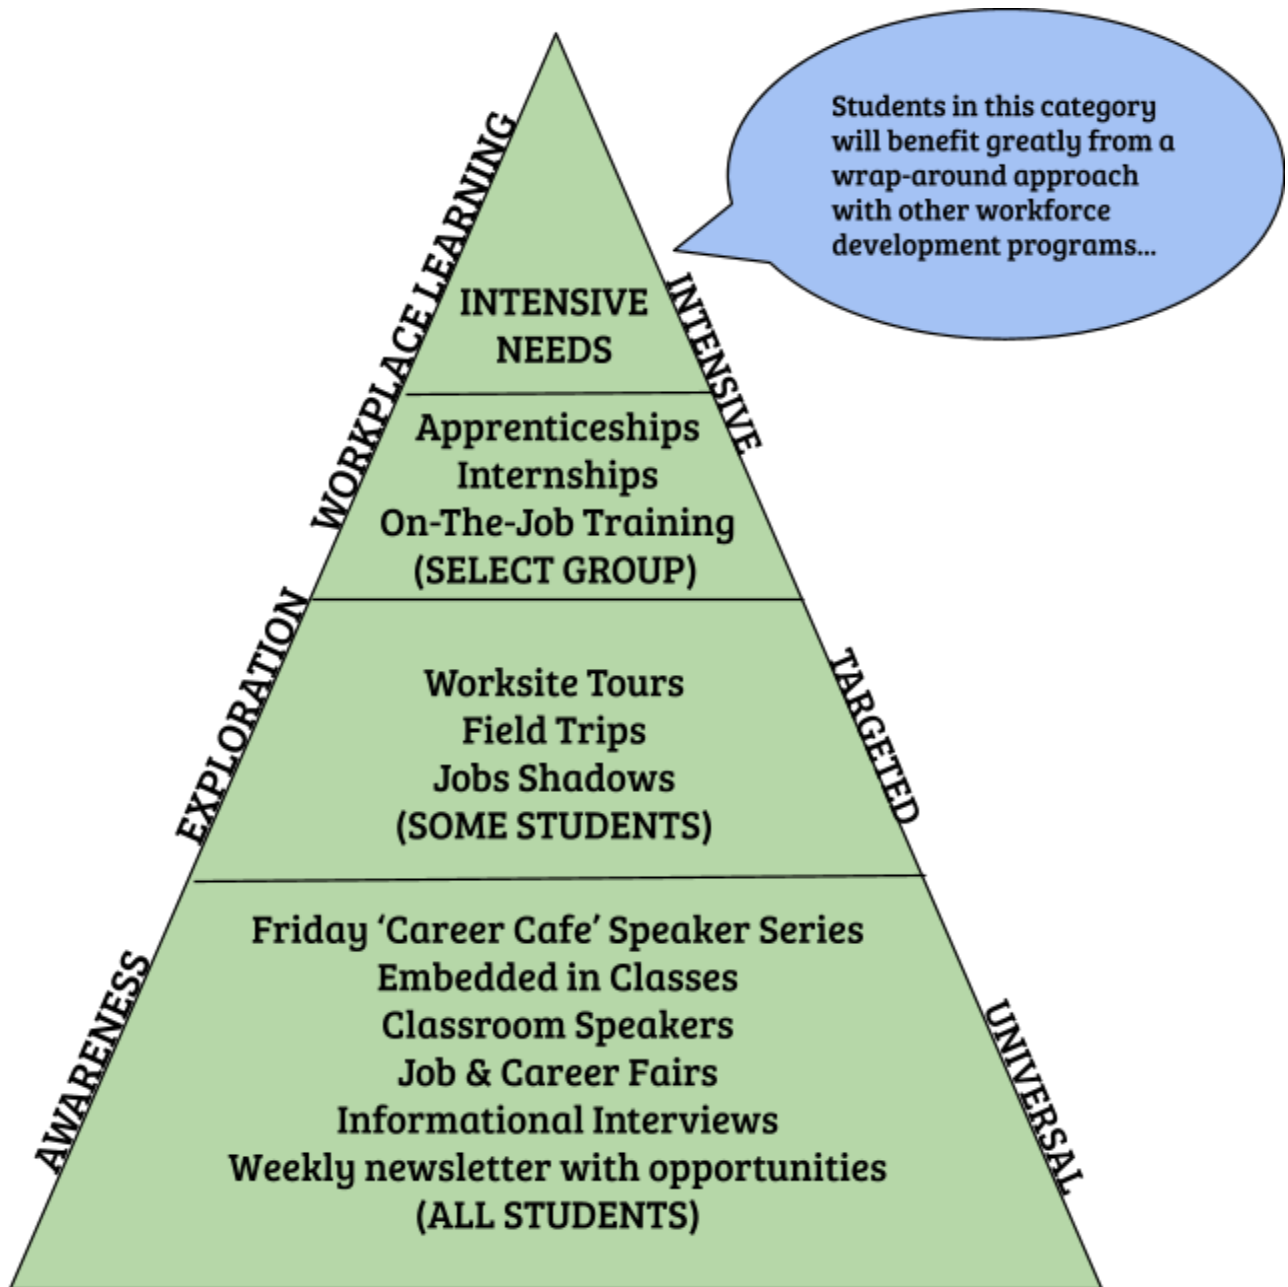 Students in this category
will benefit greatly from a
wrap-around approach
with other workforce
development programs...
WORKPLACE LEARNING
INTENSIVE
NEEDS
INTENSIVE
Apprenticeships
Internships
On-The-Job Training
(SELECT GROUP)
EXPLORATION
Worksite Tours
Field Trips
Jobs Shadows
(SOME STUDENTS)
TARGETED
AWARENESS
Friday ‘Career Cafe’ Speaker Series
Embedded in Classes
Classroom Speakers
Job & Career Fairs
Informational Interviews
Weekly newsletter with opportunities
(ALL STUDENTS)
UNIVERSAL